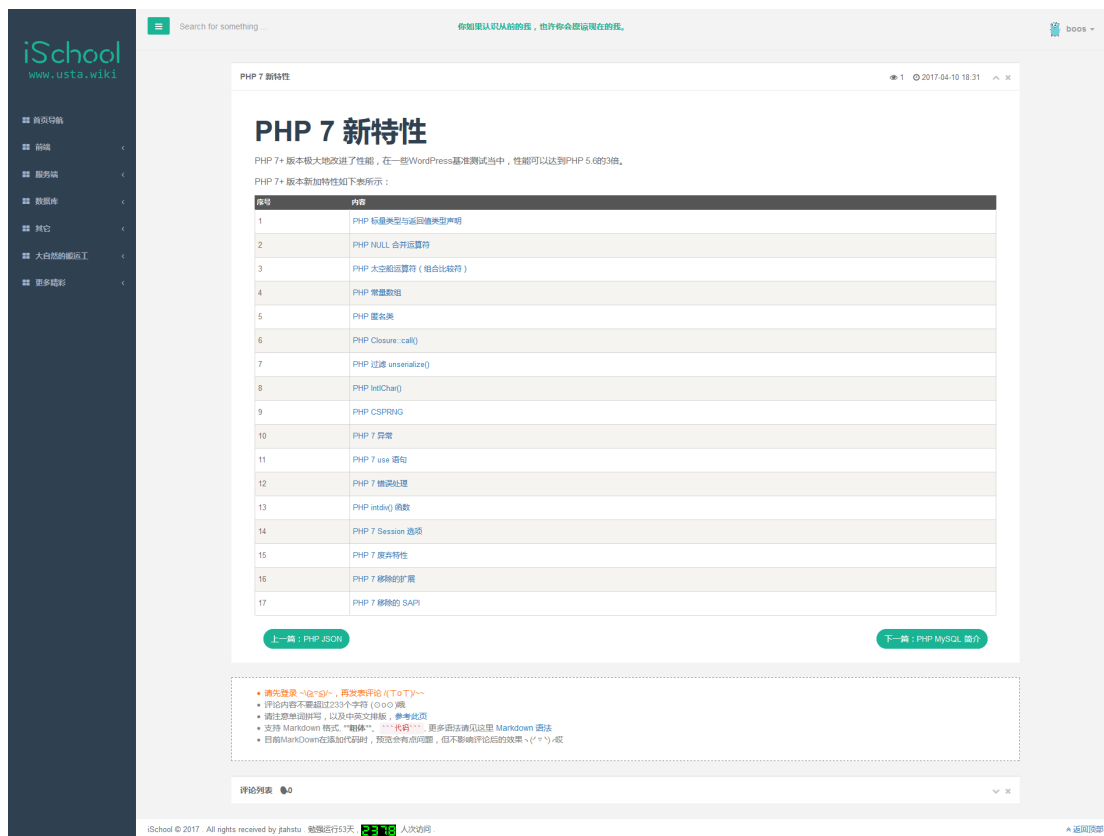 iSchool
www.usta.wiki
首页导航
前端
服务端
数据库
其它
大自然的搬运工
更多精彩
Search for something ...
你如果认识从前的我，也许你会原谅现在的我。
boos
PHP 7 新特性
1 2017-04-10 18:31
PHP 7 新特性
PHP 7+ 版本极大地改进了性能，在一些WordPress基准测试当中，性能可以达到PHP 5.6的3倍。
PHP 7+ 版本新加特性如下表所示：
序号 内容
1 PHP 标量类型与返回值类型声明
2 PHP NULL 合并运算符
3 PHP 太空船运算符（组合比较符）
4 PHP 常量数组
5 PHP 匿名类
6 PHP Closure::call()
7 PHP 过滤 unserialize()
8 PHP IntlChar()
9 PHP CSPRNG
10 PHP 7 异常
11 PHP 7 use 语句
12 PHP 7 错误处理
13 PHP intdiv() 函数
14 PHP 7 Session 选项
15 PHP 7 废弃特性
16 PHP 7 移除的扩展
17 PHP 7 移除的 SAPI
上一篇：PHP JSON
下一篇：PHP MySQL 简介
请先登录 ~\(≧▽≦)/~，再发表评论 /(ㄒoㄒ)/~~
评论内容不要超过233个字符 (⊙o⊙)哦
请注意单词拼写，以及中英文排版，参考此页
支持 Markdown 格式, **粗体**、 ```代码```, 更多语法请见这里 Markdown 语法
目前MarkDown在添加代码时，预览会有点问题，但不影响评论后的效果
评论列表 0
iSchool © 2017 . All rights received by jtahstu . 勉强运行53天 . 2378 人次访问 .
返回顶部